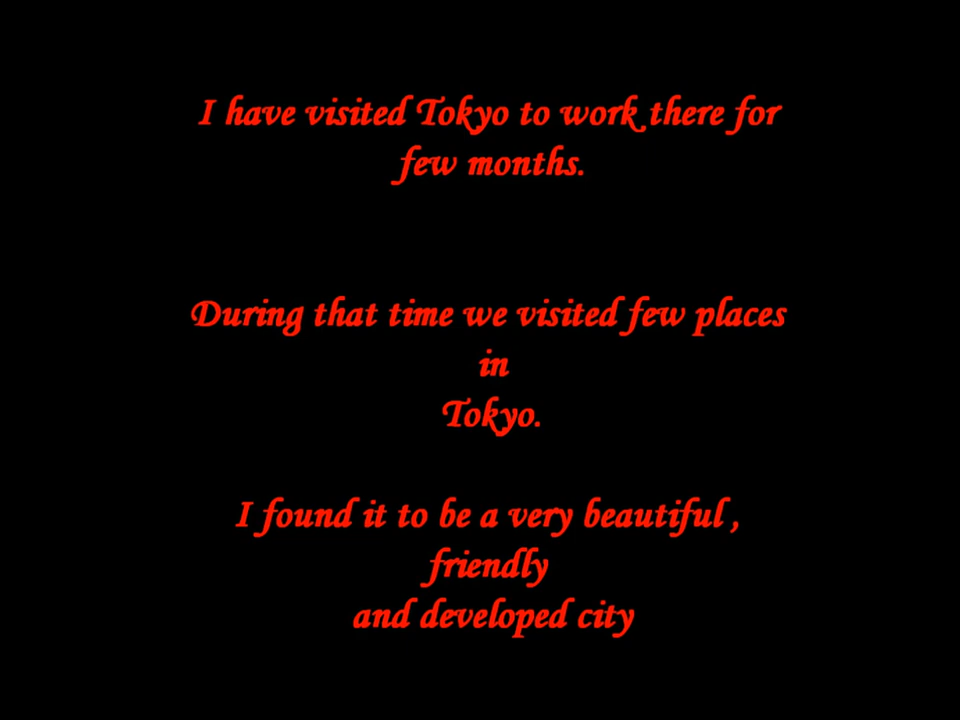 I have visited Tokyo to work there for
few months.
During that time we visited few places
in
Tokyo.
I found it to be a very beautiful ,
friendly
and developed city